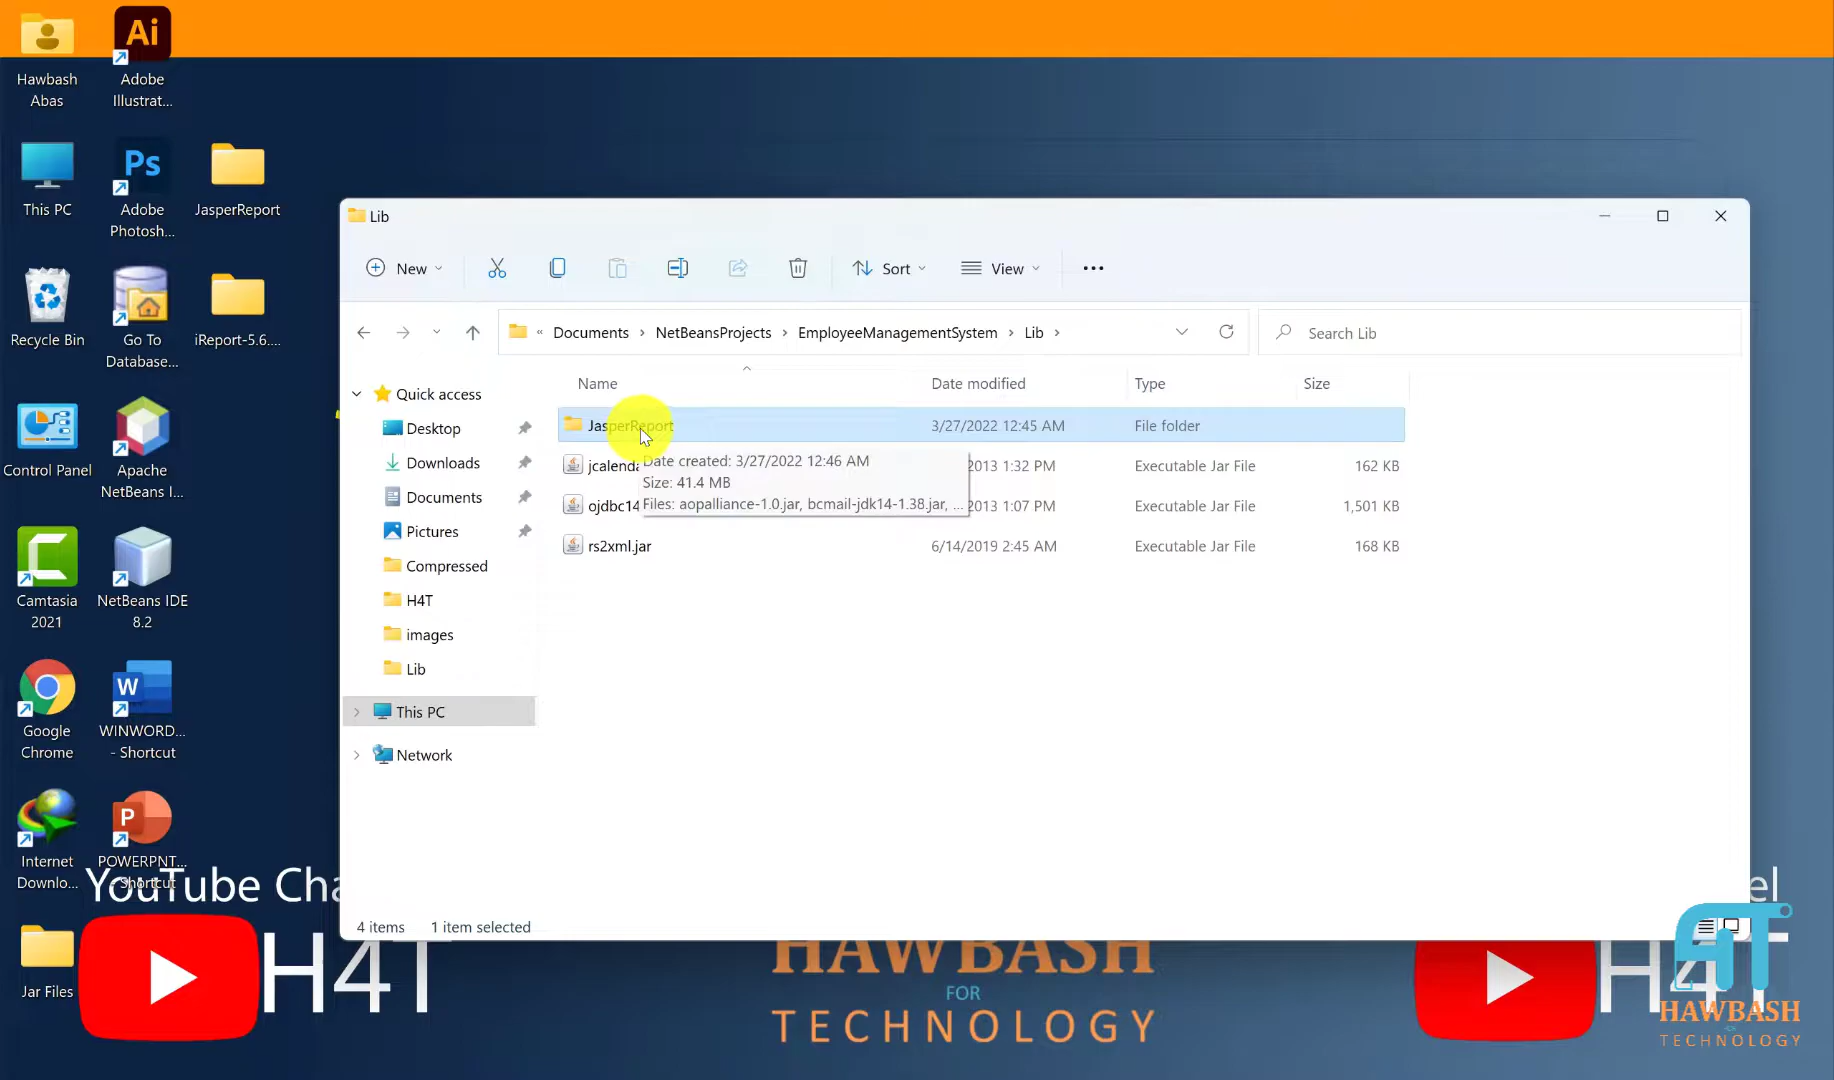 Hawbash
Abas
Ai
Adobe
Illustrat...
This PC
Ps
Adobe
Photosh...
JasperReport
Recycle Bin
Go To
Database...
iReport-5.6....
Control Panel
Apache
NetBeans I...
Camtasia
2021
NetBeans IDE
8.2
Google
Chrome
W
WINWORD...
- Shortcut
Internet
Downlo...
P
POWERPNT...
- Shortcut
Jar Files
YouTube Cha
H4T
Lib
New
Sort
View
« Documents › NetBeansProjects › EmployeeManagementSystem › Lib ›
Search Lib
Quick access
Desktop
Downloads
Documents
Pictures
Compressed
H4T
images
Lib
This PC
Network
Name Date modified Type Size
JasperReport 3/27/2022 12:45 AM File folder
jcalenda 2013 1:32 PM Executable Jar File 162 KB
ojdbc14 2013 1:07 PM Executable Jar File 1,501 KB
rs2xml.jar 6/14/2019 2:45 AM Executable Jar File 168 KB
Date created: 3/27/2022 12:46 AM
Size: 41.4 MB
Files: aopalliance-1.0.jar, bcmail-jdk14-1.38.jar, ...
4 items 1 item selected
HAWBASH
FOR
TECHNOLOGY
el
H4T
HAWBASH
TECHNOLOGY